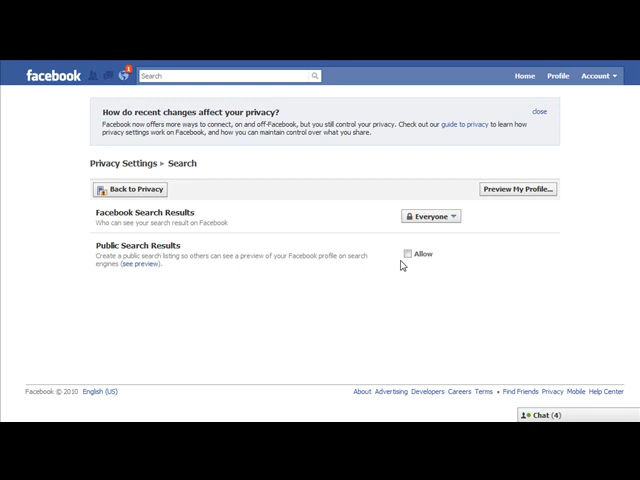 facebook 1 Search Home Profile Account
How do recent changes affect your privacy? close
Facebook now offers more ways to connect, on and off-Facebook, but you still control your privacy. Check out our guide to privacy to learn how
privacy settings work on Facebook, and how you can maintain control over what you share.
Privacy Settings ▸ Search
Back to Privacy Preview My Profile...
Facebook Search Results Everyone
Who can see your search result on Facebook
Public Search Results
Create a public search listing so others can see a preview of your Facebook profile on search Allow
engines (see preview).
Facebook © 2010 English (US) About Advertising Developers Careers Terms • Find Friends Privacy Mobile Help Center
Chat (4)